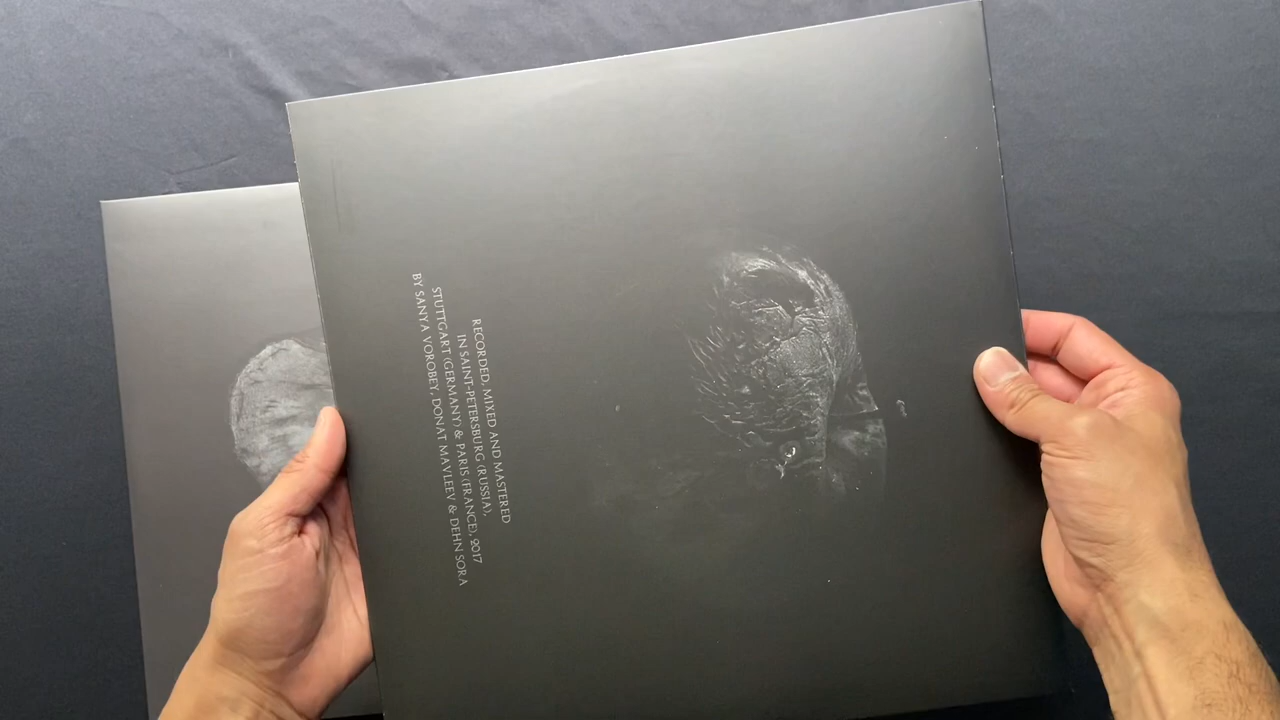 RECORDED, MIXED AND MASTERED
IN SAINT-PETERSBURG (RUSSIA),
STUTTGART (GERMANY) & PARIS (FRANCE), 2017
BY SANYA VOROBEY, DONAT MAVLEEV & DEHN SORA